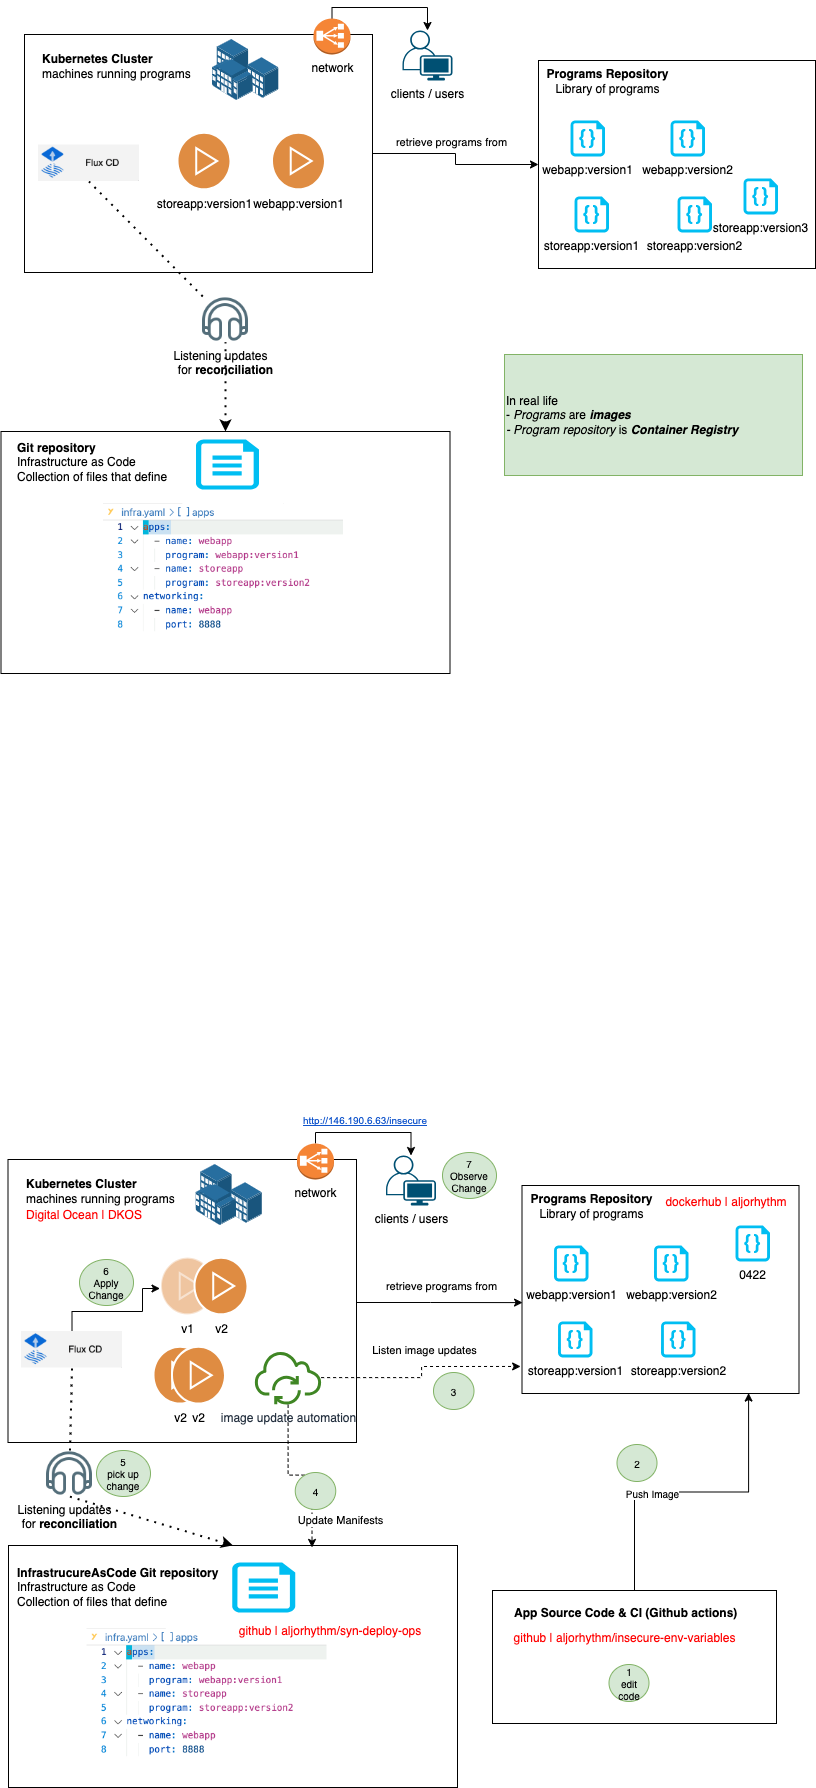 Kubernetes Cluster
machines running programs
network
clients / users
Flux CD
storeapp:version1
webapp:version1
retrieve programs from
Programs Repository
Library of programs
webapp:version1
webapp:version2
storeapp:version1
storeapp:version2
storeapp:version3
Listening updates
for reconciliation
In real life
- Programs are images
- Program repository is Container Registry
Git repository
Infrastructure as Code
Collection of files that define
infra.yaml > [ ] apps
1 apps:
2 - name: webapp
3 program: webapp:version1
4 - name: storeapp
5 program: storeapp:version2
6 networking:
7 - name: webapp
8 port: 8888
http://146.190.6.63/insecure
Kubernetes Cluster
machines running programs
Digital Ocean | DKOS
network
clients / users
7
Observe
Change
6
Apply
Change
v1 v2
Flux CD
v2 v2
image update automation
retrieve programs from
Listen image updates
3
Programs Repository
Library of programs
dockerhub | aljorhythm
webapp:version1
webapp:version2
0422
storeapp:version1
storeapp:version2
5
pick up
change
Listening updates
for reconciliation
4
Update Manifests
2
Push Image
InfrastrucureAsCode Git repository
Infrastructure as Code
Collection of files that define
github | aljorhythm/syn-deploy-ops
infra.yaml > [ ] apps
1 apps:
2 - name: webapp
3 program: webapp:version1
4 - name: storeapp
5 program: storeapp:version2
6 networking:
7 - name: webapp
8 port: 8888
App Source Code & CI (Github actions)
github | aljorhythm/insecure-env-variables
1
edit
code